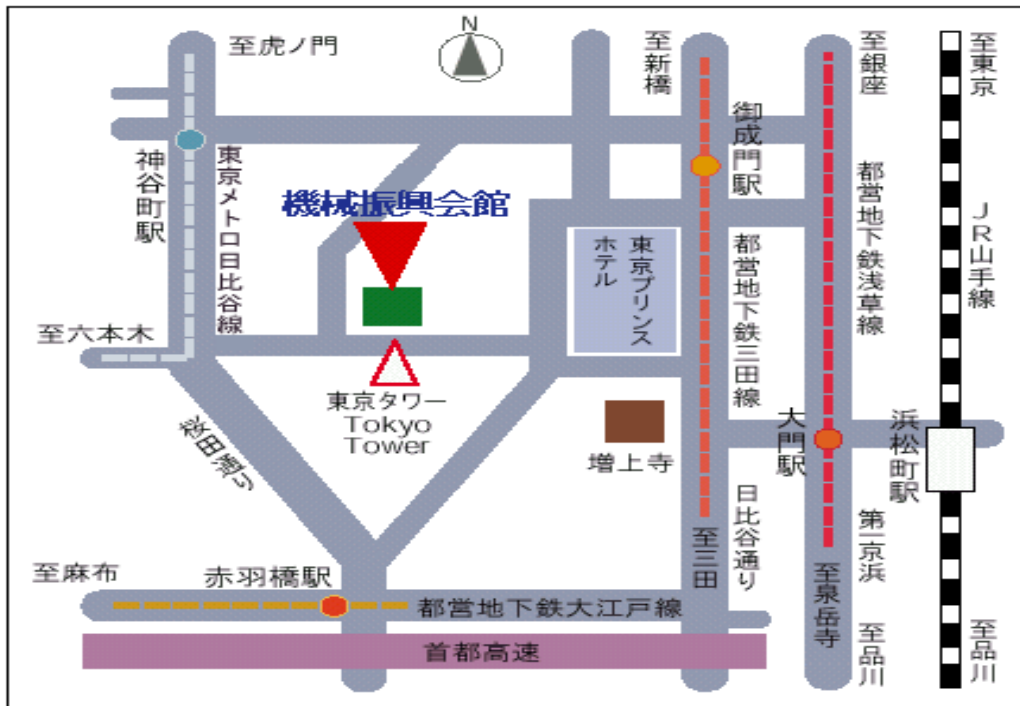 至虎ノ門
N
至新橋
至銀座
至東京
神谷町駅
東京メトロ日比谷線
機械振興会館
御成門駅
都営地下鉄浅草線
JR山手線
東京プリンス
ホテル
都営地下鉄三田線
至六本木
東京タワー
Tokyo
Tower
桜田通り
増上寺
大門駅
浜松町駅
日比谷通り
第一京浜
至三田
至泉岳寺
至麻布
赤羽橋駅
都営地下鉄大江戸線
首都高速
至品川
至品川